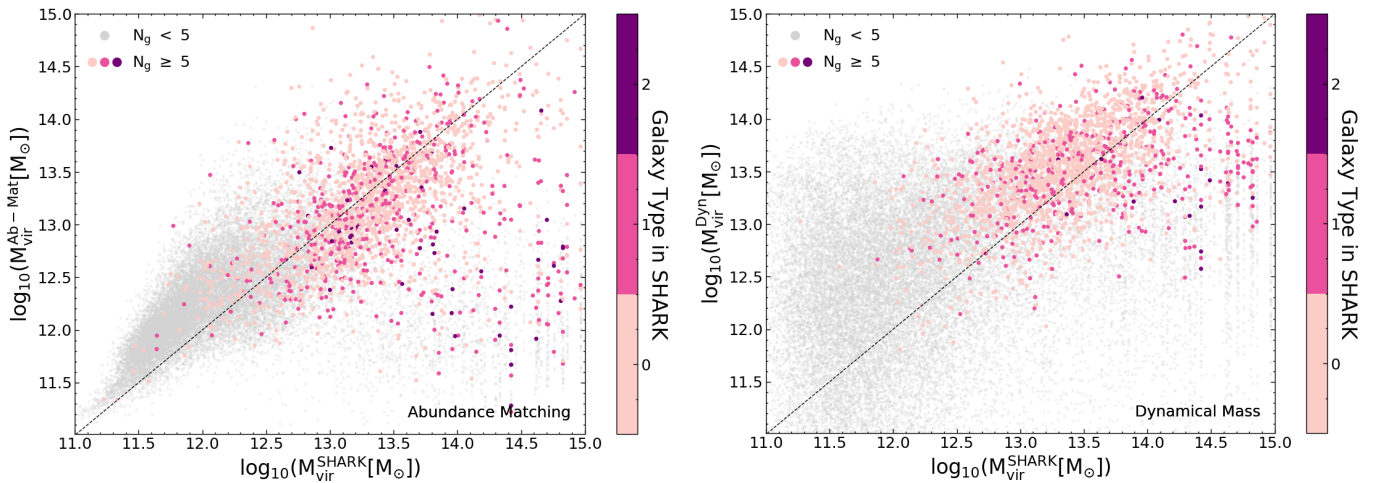 15.0
14.5
14.0
13.5
13.0
12.5
12.0
11.5
log₁₀(M_vir^Ab−Mat[M_⊙])
N_g < 5
N_g ≥ 5
Abundance Matching
11.0 11.5 12.0 12.5 13.0 13.5 14.0 14.5 15.0
log₁₀(M_vir^SHARK[M_⊙])
2
1
0
Galaxy Type in SHARK
15.0
14.5
14.0
13.5
13.0
12.5
12.0
11.5
log₁₀(M_vir^Dyn[M_⊙])
N_g < 5
N_g ≥ 5
Dynamical Mass
11.0 11.5 12.0 12.5 13.0 13.5 14.0 14.5 15.0
log₁₀(M_vir^SHARK[M_⊙])
2
1
0
Galaxy Type in SHARK